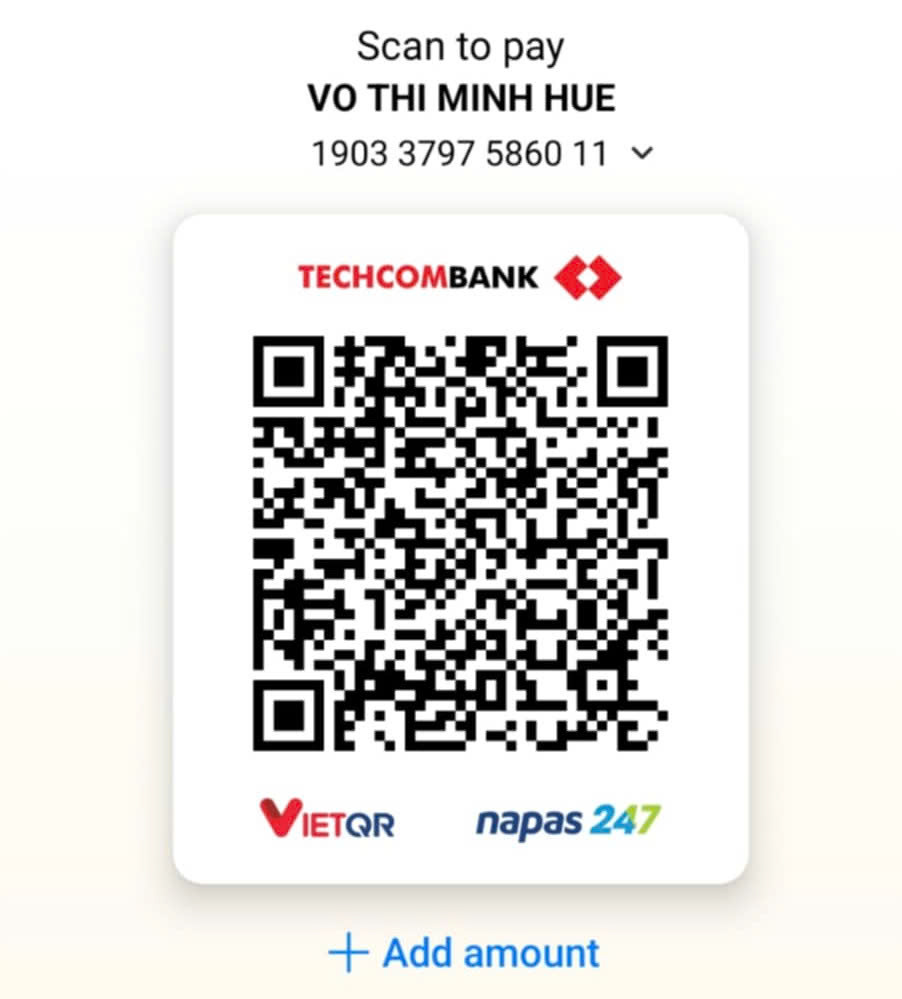 Scan to pay
VO THI MINH HUE
1903 3797 5860 11
TECHCOMBANK
VIETQR
napas 247
+ Add amount